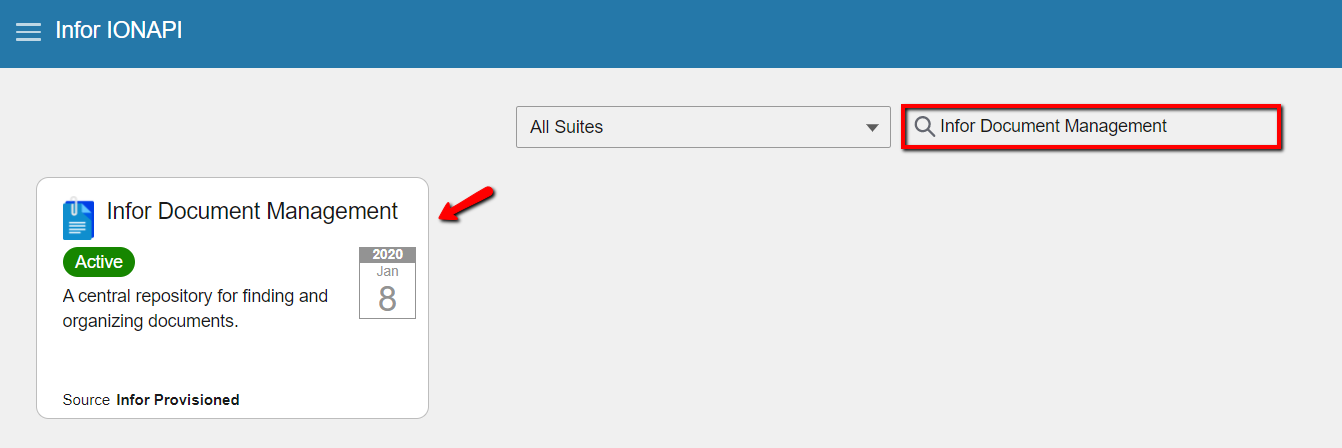 Infor IONAPI
All Suites
Infor Document Management
Infor Document Management
Active
2020
Jan
8
A central repository for finding and
organizing documents.
Source Infor Provisioned